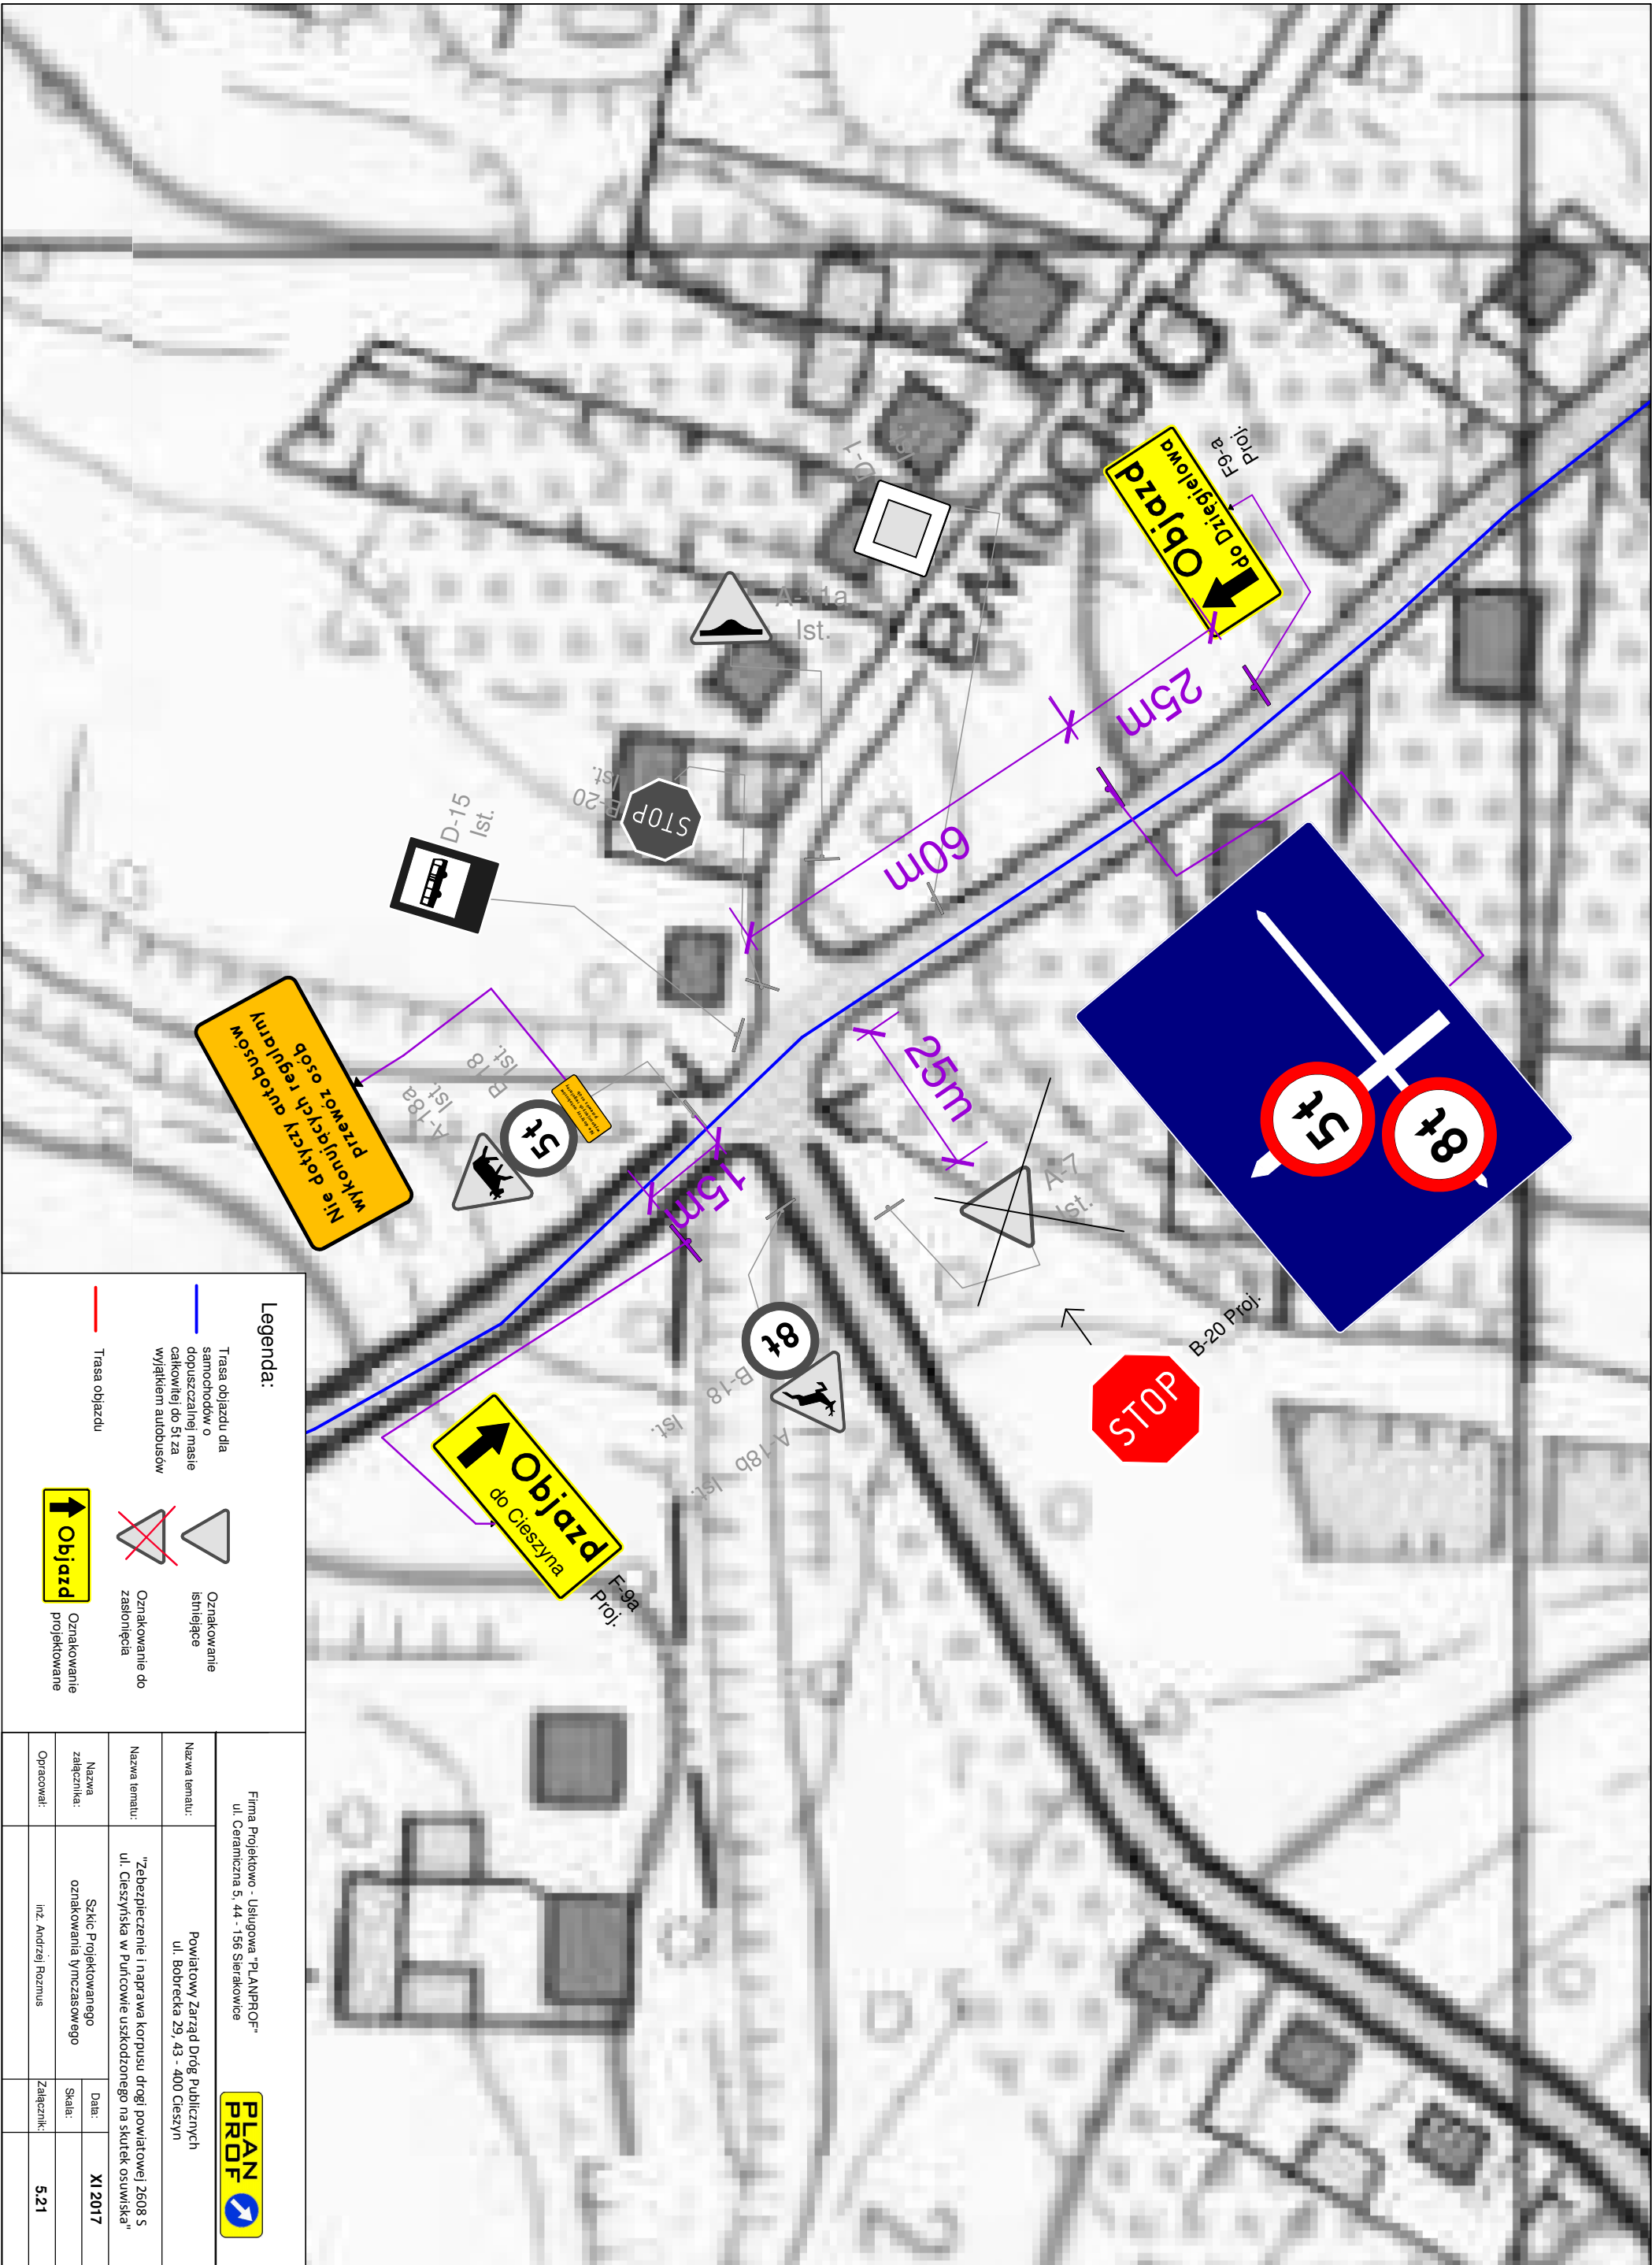 Objazd
do Dzięgielowa
F9-a
Proj.
D-1
A-11a
Ist.
STOP
B-20
Ist.
D-15
Ist.
25m
60m
25m
15m
Nie dotyczy autobusów
wykonujących regularny
przewóz osób
B-18
Ist.
A-18a
Ist.
5t
5t
8t
A-7
Ist.
B-20 Proj.
STOP
8t
B-18
Ist.
A-18b
Ist.
Objazd
do Cieszyna
F-9a
Proj.
Legenda:
Trasa objazdu dla
samochodów o
dopuszczalnej masie
całkowitej do 5t za
wyjątkiem autobusów
Trasa objazdu
Oznakowanie
istniejące
Oznakowanie do
zasłonięcia
Objazd
Oznakowanie
projektowane
Firma Projektowo - Usługowa "PLANPROF"
ul. Ceramiczna 5, 44 - 156 Sierakowice
PLAN
PROF
Nazwa tematu:
Powiatowy Zarząd Dróg Publicznych
ul. Bobrecka 29, 43 - 400 Cieszyn
Nazwa tematu:
"Zebezpieczenie i naprawa korpusu drogi powiatowej 2608 S
ul. Cieszyńska w Puńcowie uszkodzonego na skutek osuwiska"
Nazwa
załącznika:
Szkic Projektowanego
oznakowania tymczasowego
Data:
XI 2017
Skala:
Opracował:
inż. Andrzej Rozmus
Załącznik:
5.21